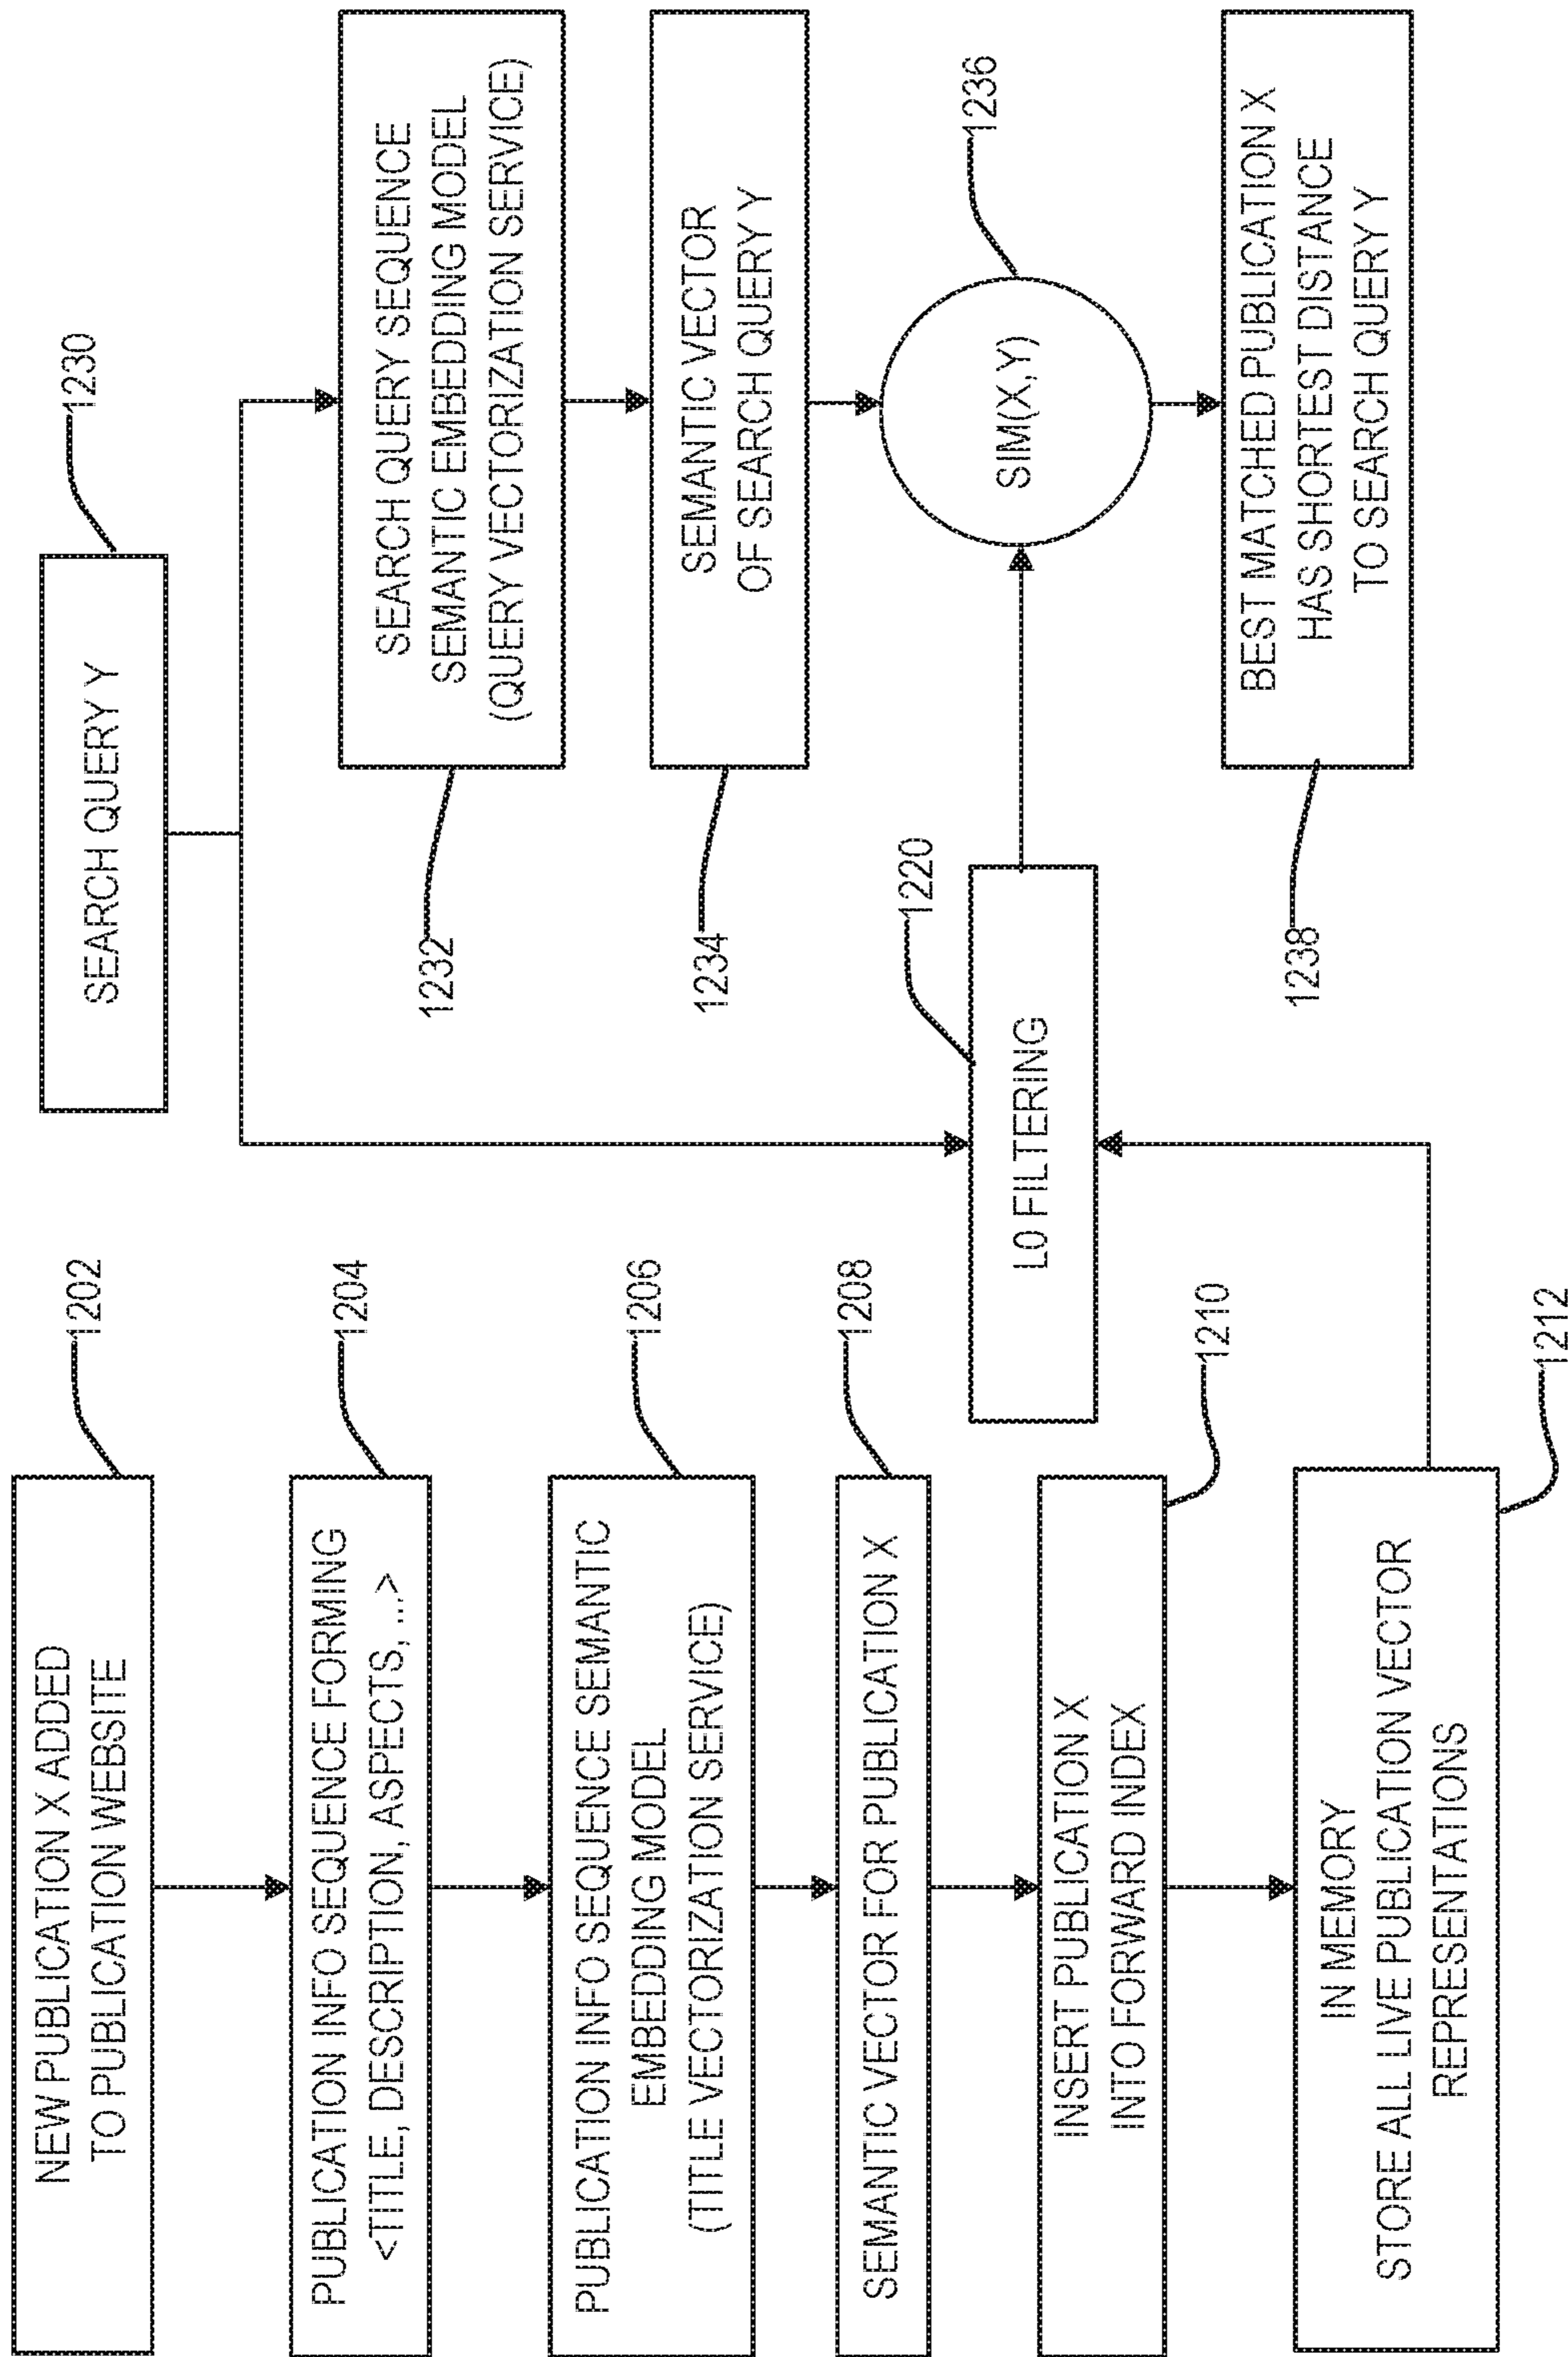 NEW PUBLICATION X ADDED
TO PUBLICATION WEBSITE
1202
PUBLICATION INFO SEQUENCE FORMING
<TITLE, DESCRIPTION, ASPECTS, ...>
1204
PUBLICATION INFO SEQUENCE SEMANTIC
EMBEDDING MODEL
(TITLE VECTORIZATION SERVICE)
1206
SEMANTIC VECTOR FOR PUBLICATION X
1208
INSERT PUBLICATION X
INTO FORWARD INDEX
1210
IN MEMORY
STORE ALL LIVE PUBLICATION VECTOR
REPRESENTATIONS
1212
L0 FILTERING
1220
SEARCH QUERY Y
1230
SEARCH QUERY SEQUENCE
SEMANTIC EMBEDDING MODEL
(QUERY VECTORIZATION SERVICE)
1232
SEMANTIC VECTOR
OF SEARCH QUERY Y
1234
SIM(X,Y)
1236
BEST MATCHED PUBLICATION X
HAS SHORTEST DISTANCE
TO SEARCH QUERY Y
1238